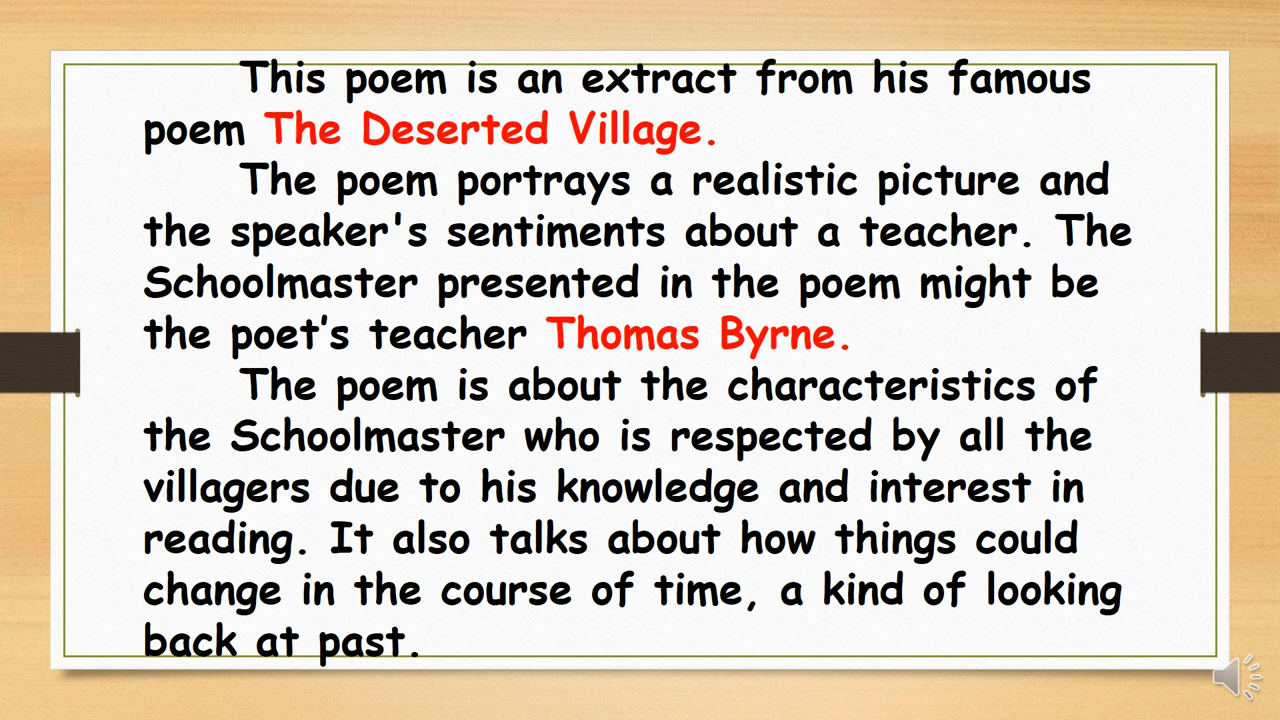 This poem is an extract from his famous
poem The Deserted Village.
The poem portrays a realistic picture and
the speaker's sentiments about a teacher. The
Schoolmaster presented in the poem might be
the poet’s teacher Thomas Byrne.
The poem is about the characteristics of
the Schoolmaster who is respected by all the
villagers due to his knowledge and interest in
reading. It also talks about how things could
change in the course of time, a kind of looking
back at past.